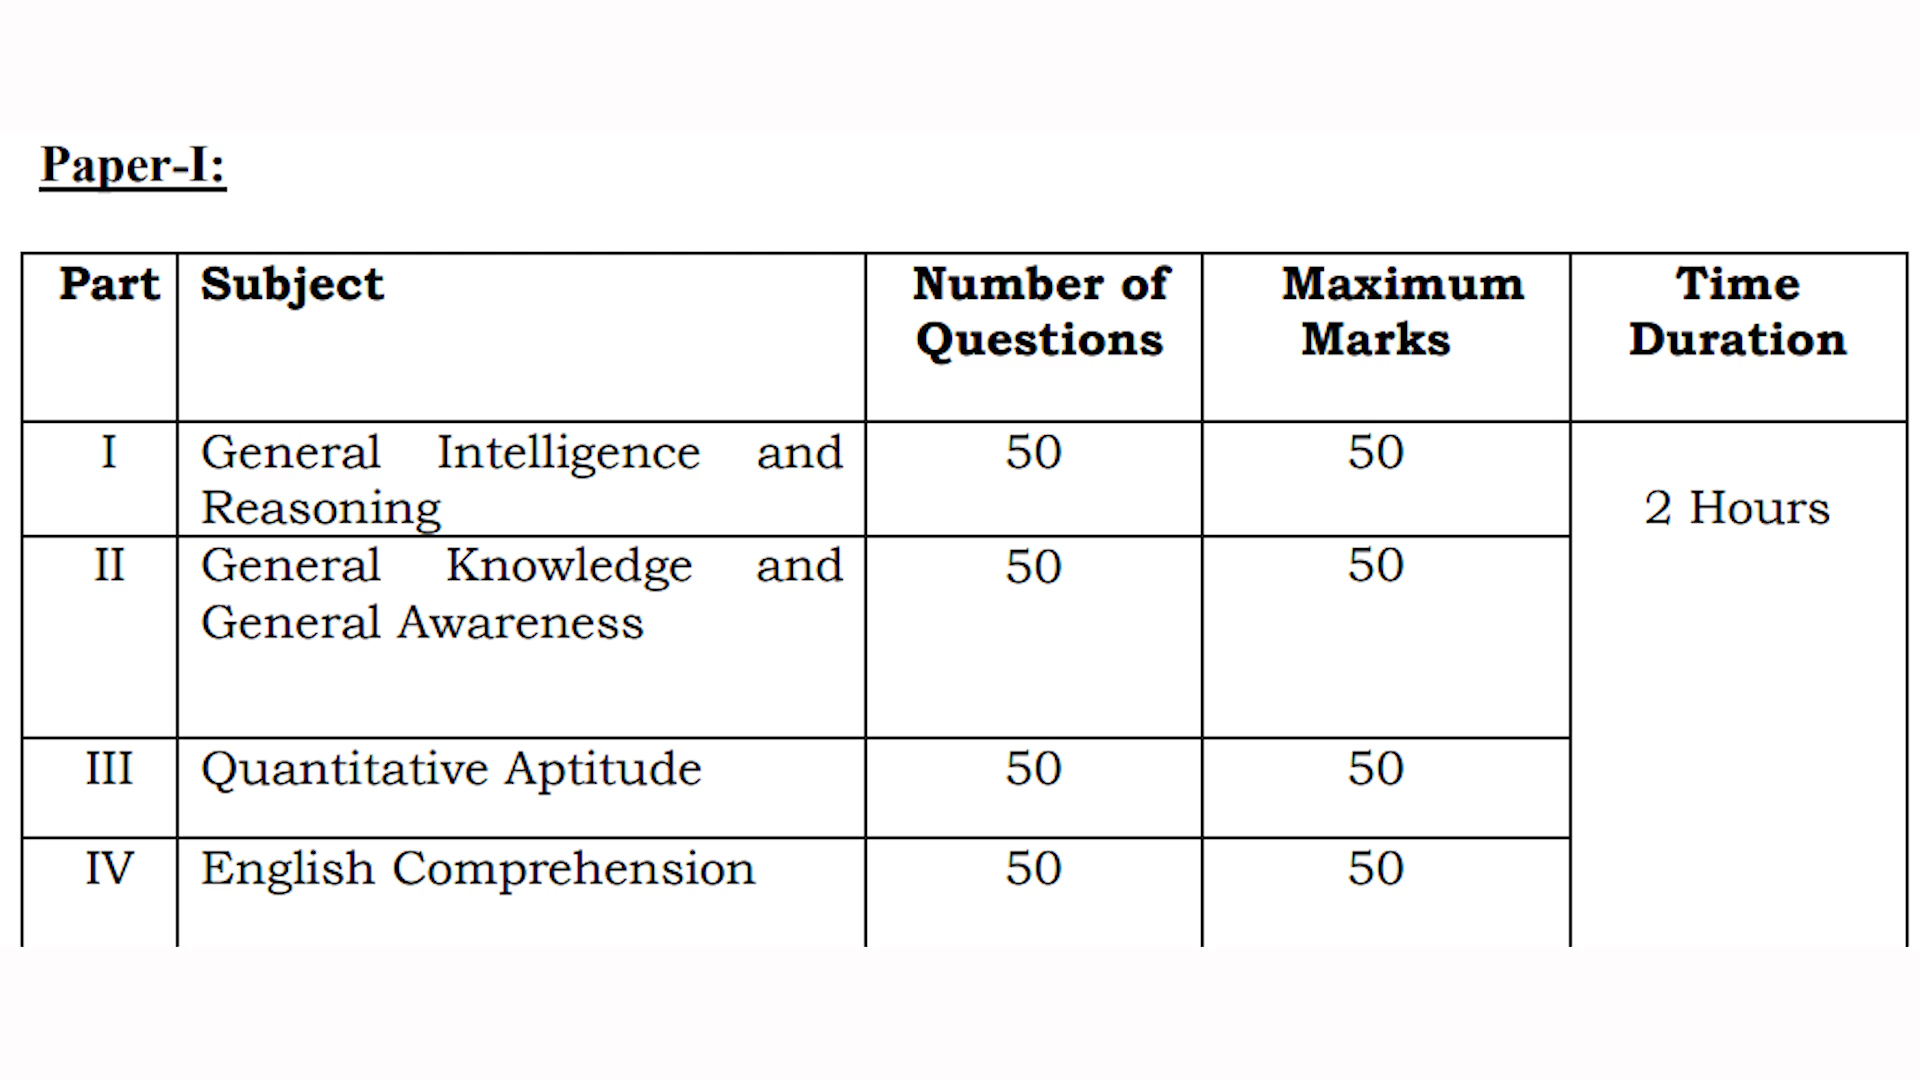 Paper-I:
Part Subject Number of Questions Maximum Marks Time Duration
I General Intelligence and Reasoning 50 50 2 Hours
II General Knowledge and General Awareness 50 50
III Quantitative Aptitude 50 50
IV English Comprehension 50 50